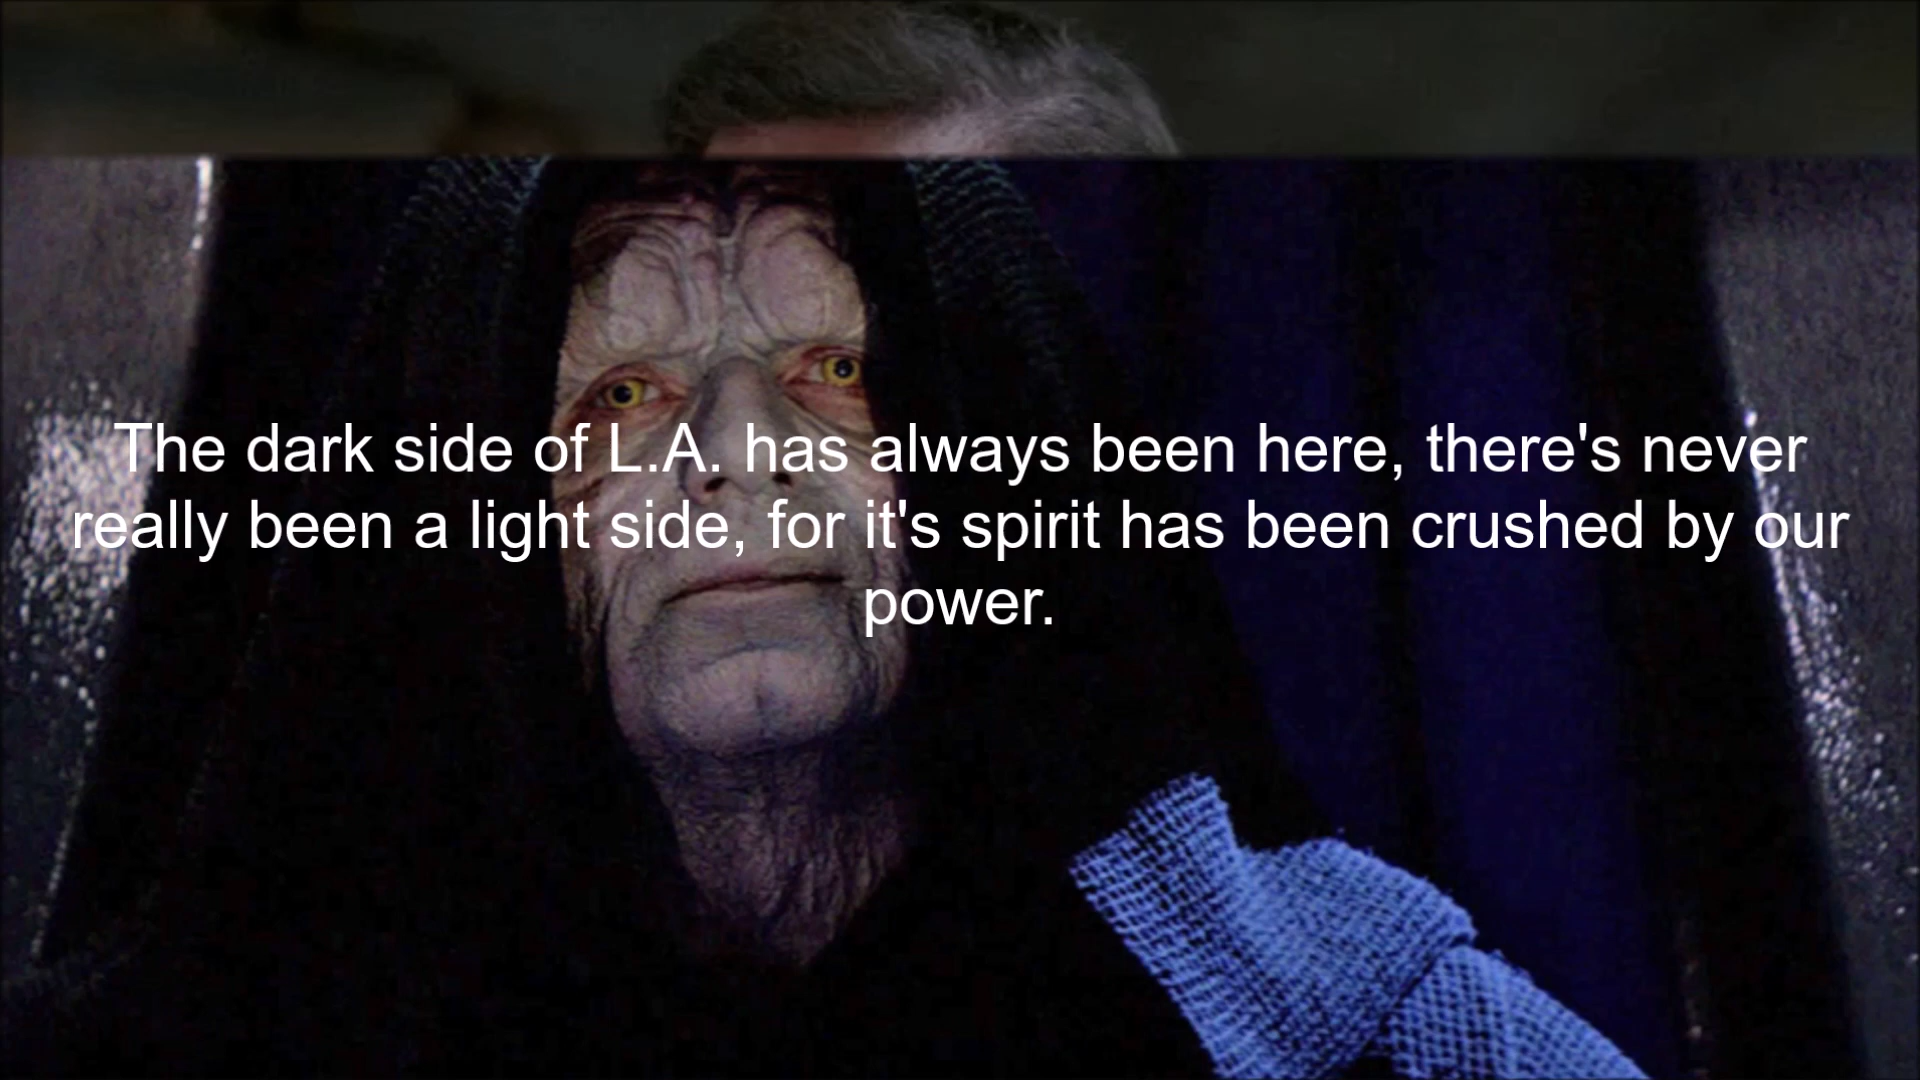 The dark side of L.A. has always been here, there's never
really been a light side, for it's spirit has been crushed by our
power.